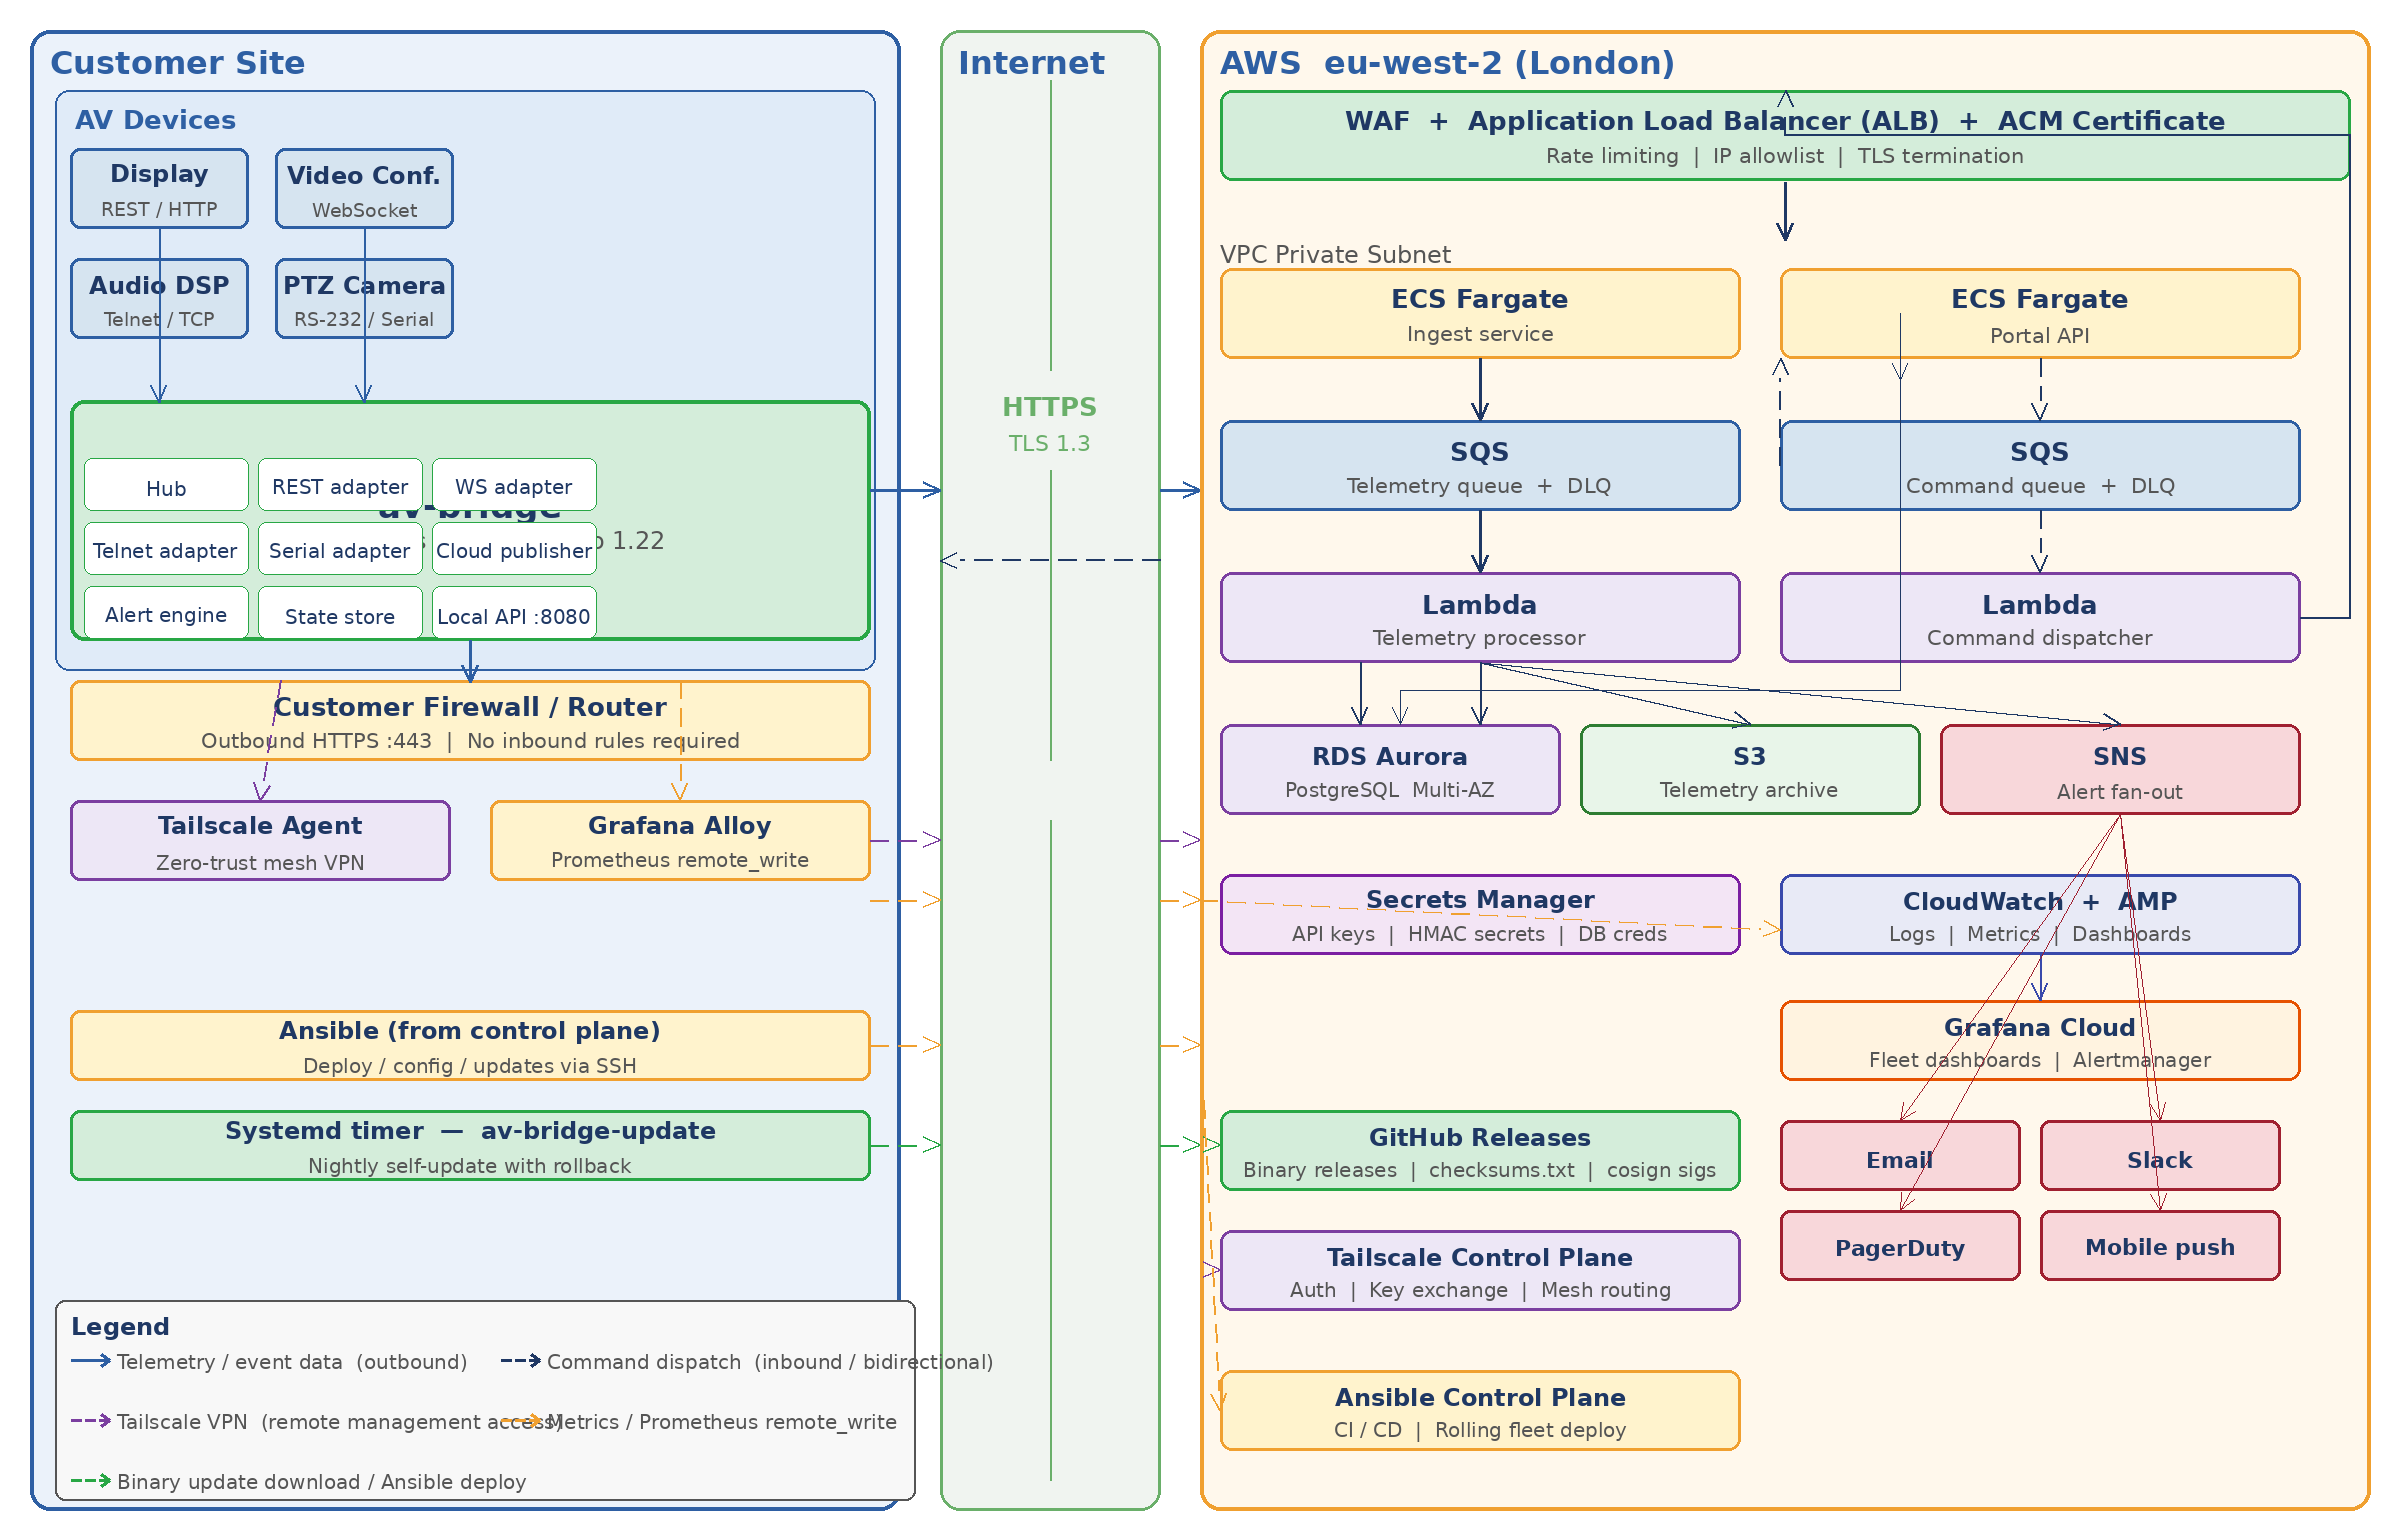 Customer Site
AV Devices
Display
REST / HTTP
Video Conf.
WebSocket
Audio DSP
Telnet / TCP
PTZ Camera
RS-232 / Serial
av-bridge
1.22
Hub
REST adapter
WS adapter
Telnet adapter
Serial adapter
Cloud publisher
Alert engine
State store
Local API :8080
Customer Firewall / Router
Outbound HTTPS :443  |  No inbound rules required
Tailscale Agent
Zero-trust mesh VPN
Grafana Alloy
Prometheus remote_write
Ansible (from control plane)
Deploy / config / updates via SSH
Systemd timer  —  av-bridge-update
Nightly self-update with rollback
Legend
Telemetry / event data  (outbound)
Command dispatch  (inbound / bidirectional)
Tailscale VPN  (remote management access)
Metrics / Prometheus remote_write
Binary update download / Ansible deploy
Internet
HTTPS
TLS 1.3
AWS  eu-west-2 (London)
WAF  +  Application Load Balancer (ALB)  +  ACM Certificate
Rate limiting  |  IP allowlist  |  TLS termination
VPC Private Subnet
ECS Fargate
Ingest service
ECS Fargate
Portal API
SQS
Telemetry queue  +  DLQ
SQS
Command queue  +  DLQ
Lambda
Telemetry processor
Lambda
Command dispatcher
RDS Aurora
PostgreSQL  Multi-AZ
S3
Telemetry archive
SNS
Alert fan-out
Secrets Manager
API keys  |  HMAC secrets  |  DB creds
CloudWatch  +  AMP
Logs  |  Metrics  |  Dashboards
Grafana Cloud
Fleet dashboards  |  Alertmanager
GitHub Releases
Binary releases  |  checksums.txt  |  cosign sigs
Email
Slack
PagerDuty
Mobile push
Tailscale Control Plane
Auth  |  Key exchange  |  Mesh routing
Ansible Control Plane
CI / CD  |  Rolling fleet deploy